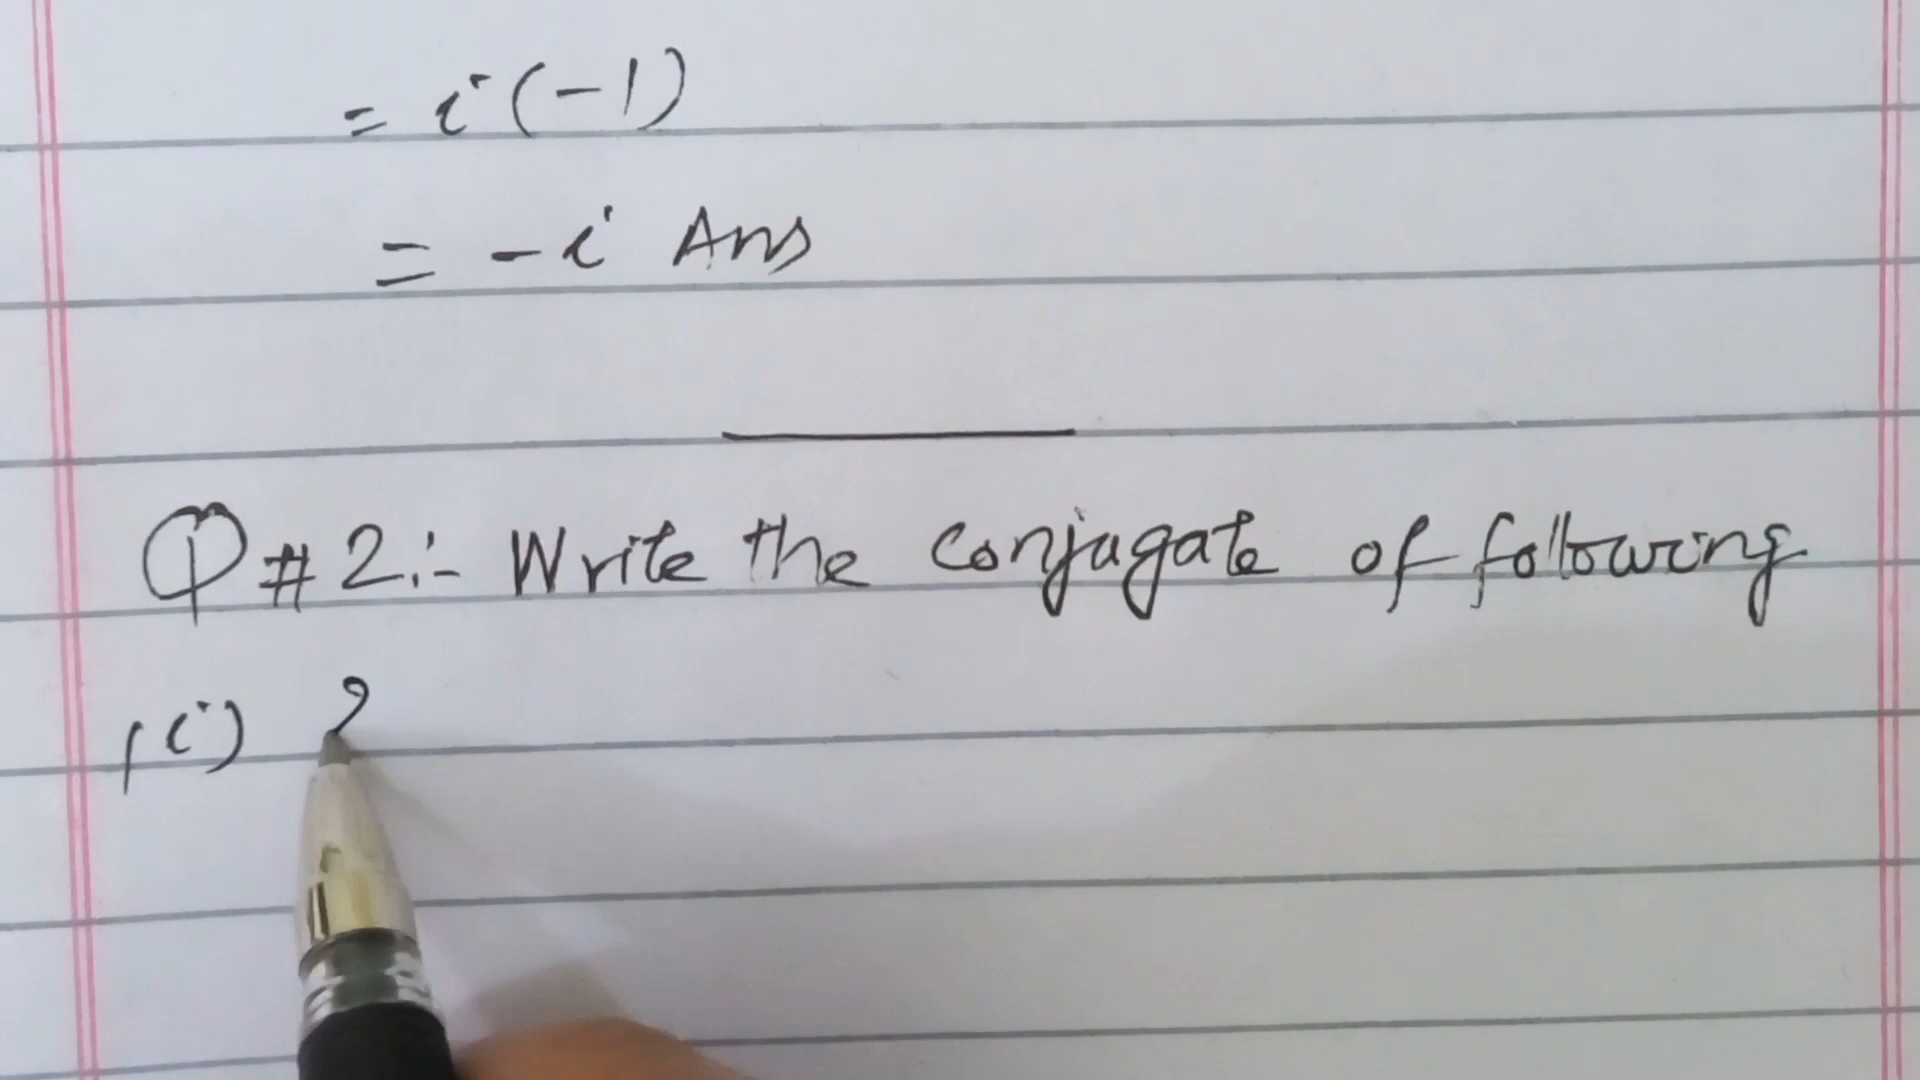 = i(-1)
= -i Ans
Q # 2:- Write the conjugate of following
(i) 2